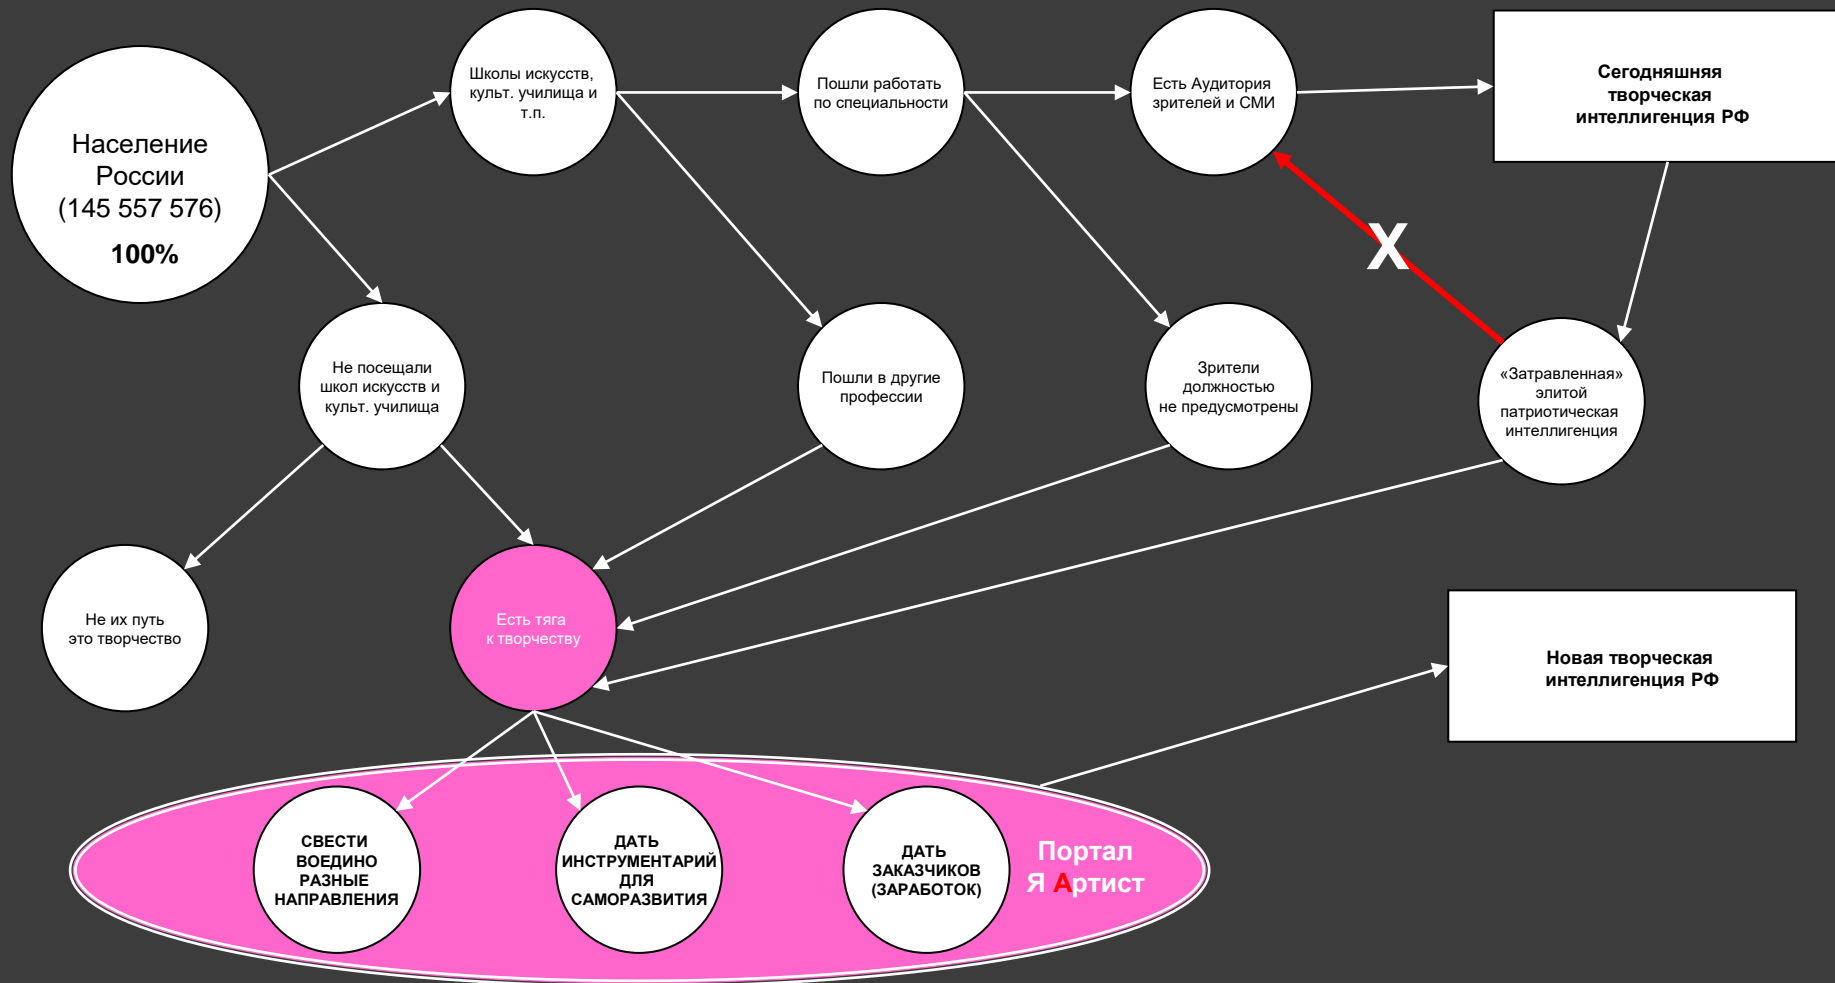 Население
России
(145 557 576)
100%
Школы искусств,
культ. училища и
т.п.
Пошли работать
по специальности
Есть Аудитория
зрителей и СМИ
Сегодняшняя
творческая
интеллигенция РФ
X
Не посещали
школ искусств и
культ. училища
Пошли в другие
профессии
Зрители
должностью
не предусмотрены
«Затравленная»
элитой
патриотическая
интеллигенция
Не их путь
это творчество
Есть тяга
к творчеству
Новая творческая
интеллигенция РФ
СВЕСТИ
ВОЕДИНО
РАЗНЫЕ
НАПРАВЛЕНИЯ
ДАТЬ
ИНСТРУМЕНТАРИЙ
ДЛЯ
САМОРАЗВИТИЯ
ДАТЬ
ЗАКАЗЧИКОВ
(ЗАРАБОТОК)
Портал
Я Артист